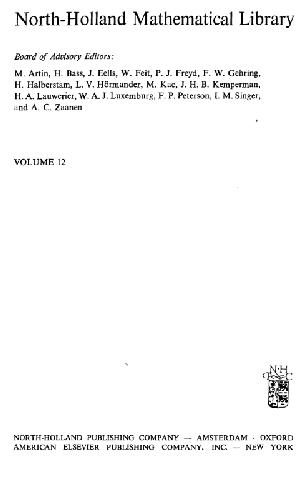 North-Holland Mathematical Library
Board of Advisory Editors:
M. Artin, H. Bass, J. Eells, W. Feit, P. J. Freyd, F. W. Gehring,
H. Halberstam, L. V. Hörmander, M. Kac, J. H. B. Kemperman,
H. A. Lauwerier, W. A. J. Luxemburg, F. P. Peterson, I. M. Singer,
and A. C. Zaanen
VOLUME 12
N·H
NORTH-HOLLAND PUBLISHING COMPANY — AMSTERDAM · OXFORD
AMERICAN ELSEVIER PUBLISHING COMPANY, INC. — NEW YORK